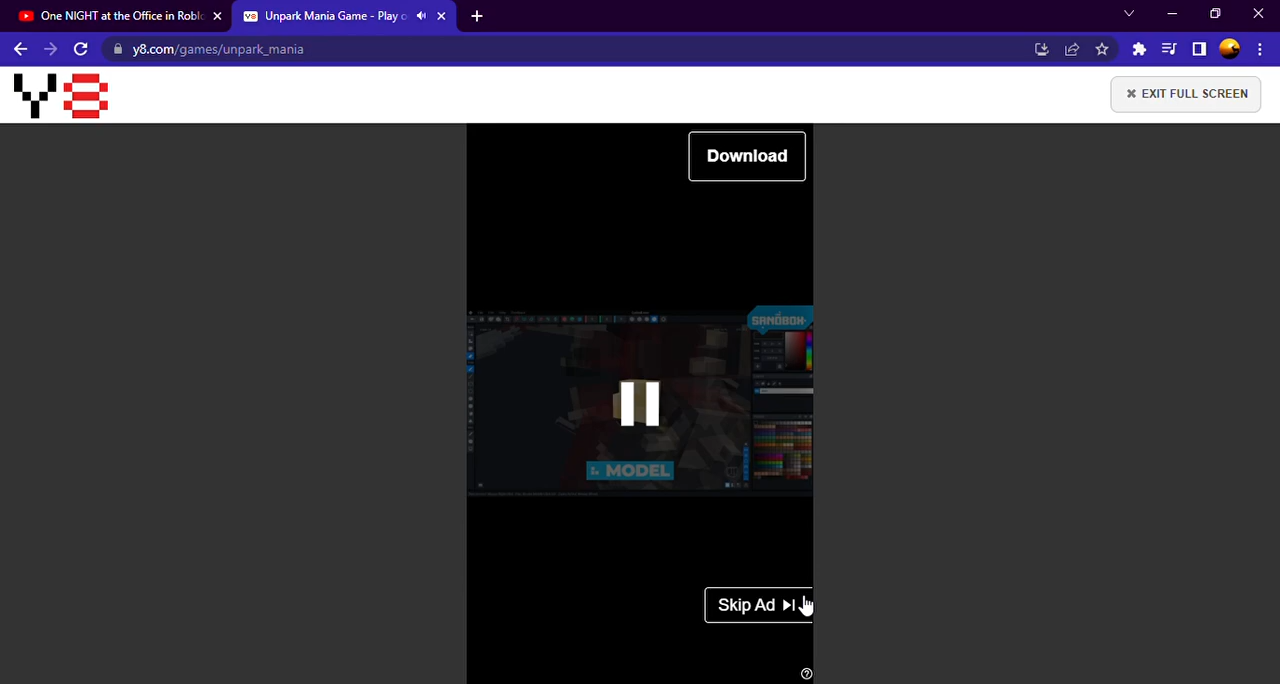 One NIGHT at the Office in Roblo
Unpark Mania Game - Play o
y8.com/games/unpark_mania
Y8
EXIT FULL SCREEN
Download
SANDBOX
MODEL
Skip Ad